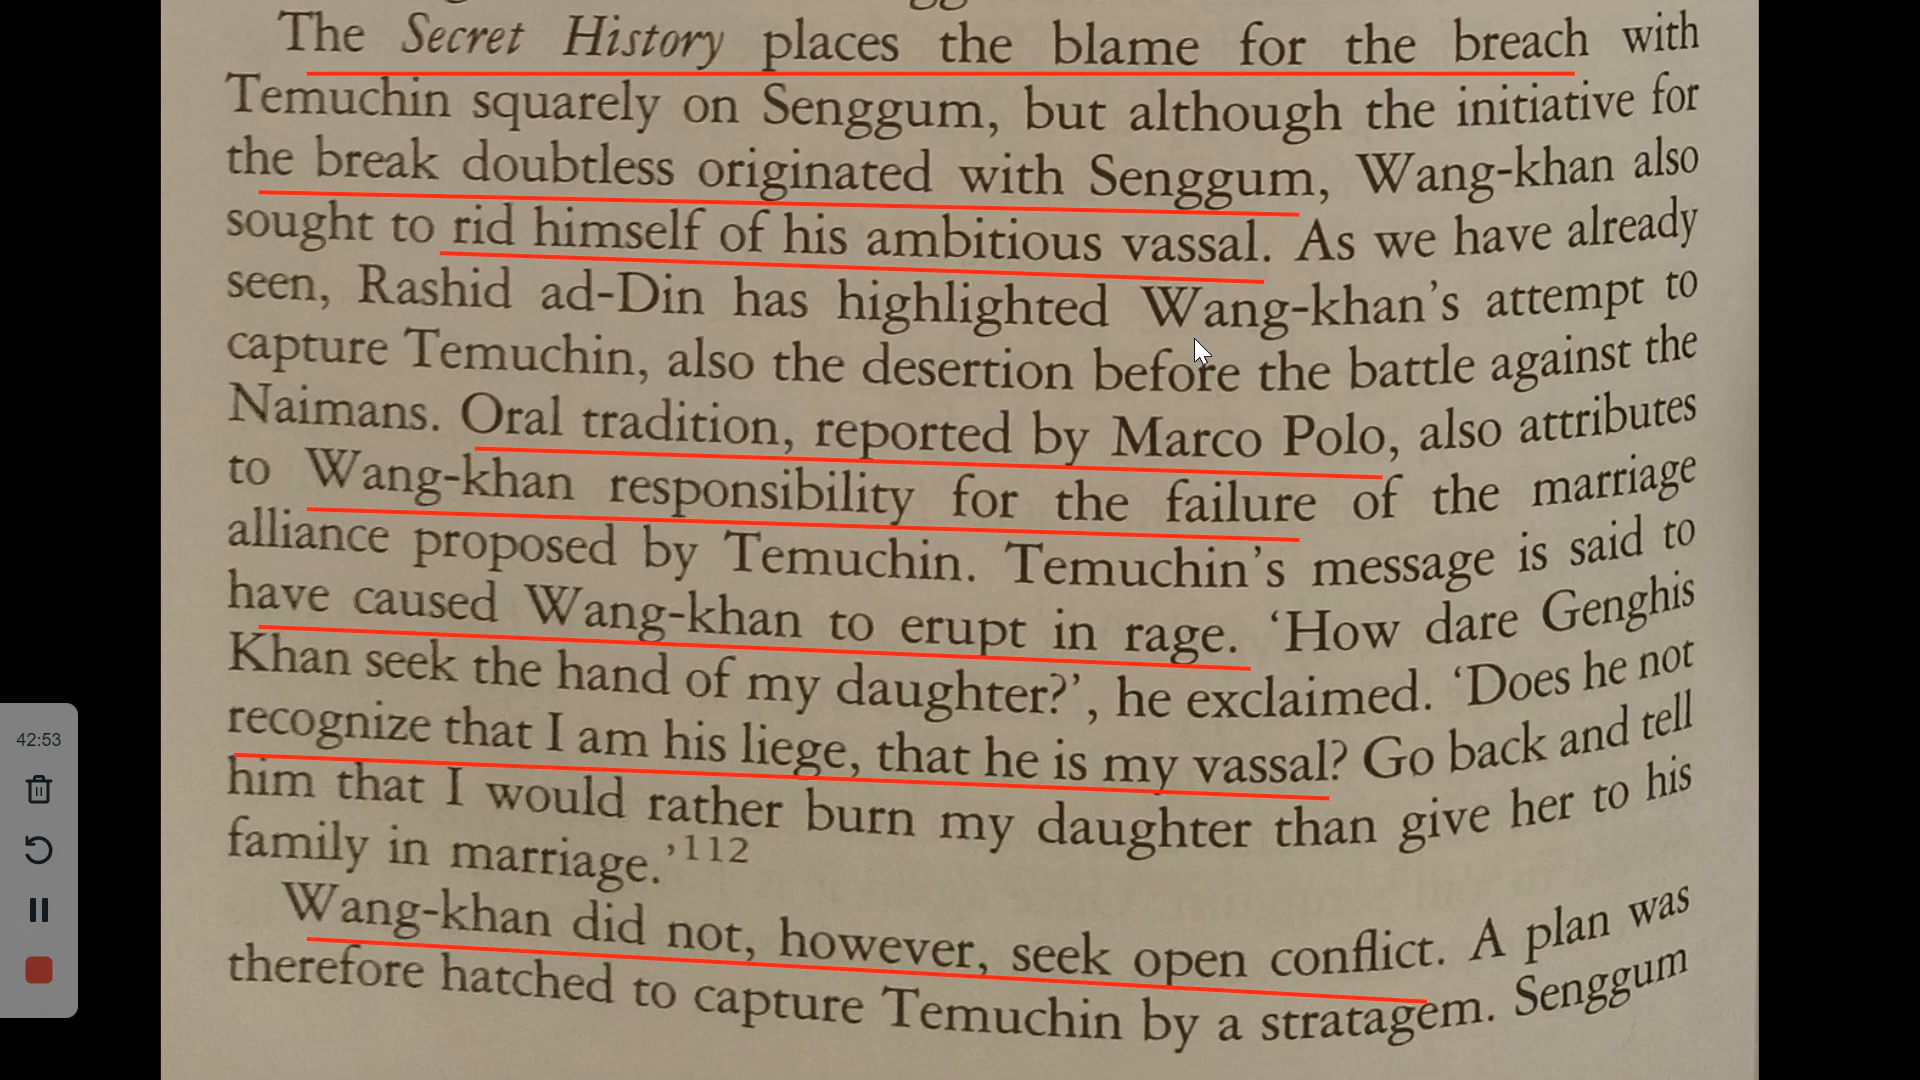 The Secret History places the blame for the breach with
Temuchin squarely on Senggum, but although the initiative for
the break doubtless originated with Senggum, Wang-khan also
sought to rid himself of his ambitious vassal. As we have already
seen, Rashid ad-Din has highlighted Wang-khan's attempt to
capture Temuchin, also the desertion before the battle against the
Naimans. Oral tradition, reported by Marco Polo, also attributes
to Wang-khan responsibility for the failure of the marriage
alliance proposed by Temuchin. Temuchin's message is said to
have caused Wang-khan to erupt in rage. 'How dare Genghis
Khan seek the hand of my daughter?', he exclaimed. 'Does he not
recognize that I am his liege, that he is my vassal? Go back and tell
him that I would rather burn my daughter than give her to his
family in marriage.'112
Wang-khan did not, however, seek open conflict. A plan was
therefore hatched to capture Temuchin by a stratagem. Senggum
42:53